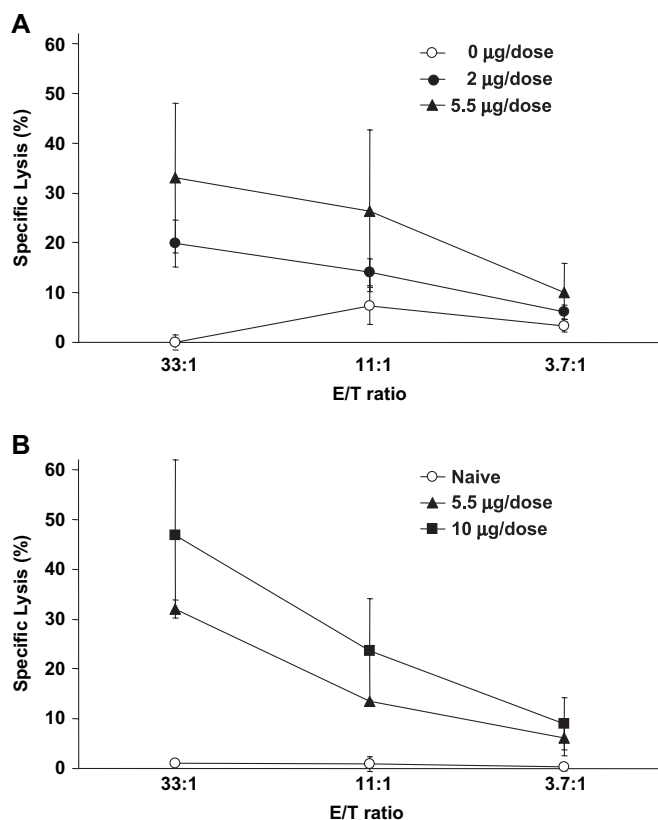 A
60
50
40
30
20
10
0
Specific Lysis (%)
0 µg/dose
2 µg/dose
5.5 µg/dose
33:1 11:1 3.7:1
E/T ratio
B
60
50
40
30
20
10
0
Specific Lysis (%)
Naive
5.5 µg/dose
10 µg/dose
33:1 11:1 3.7:1
E/T ratio